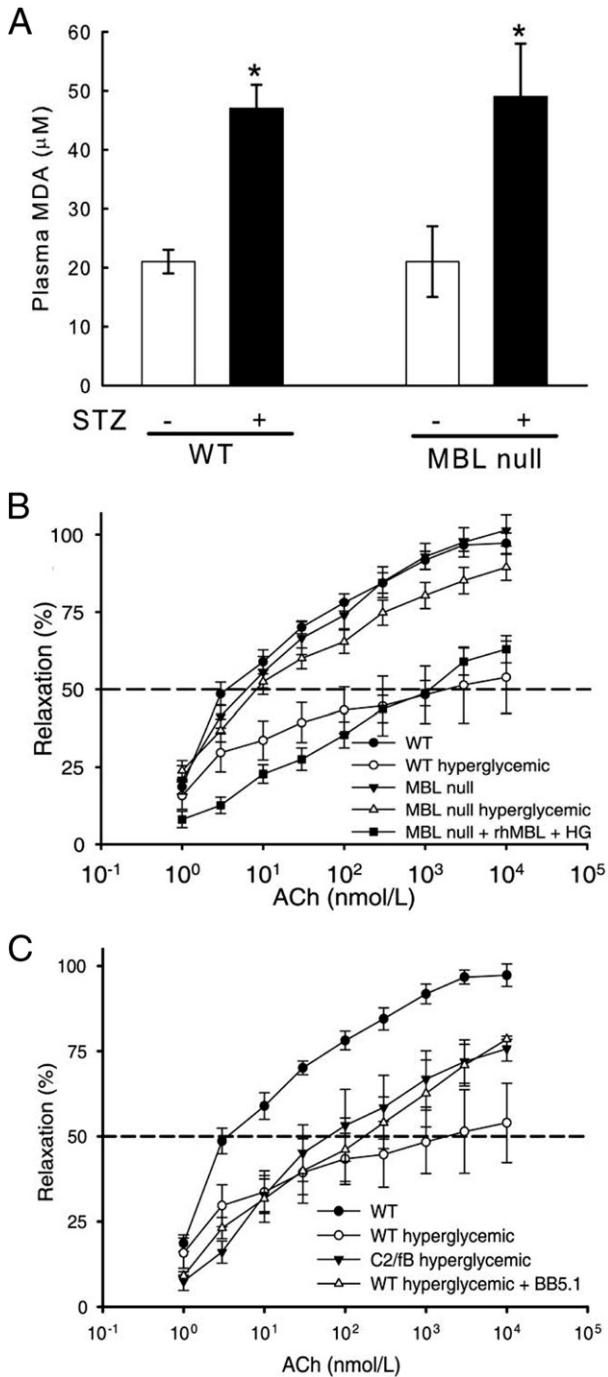 A
*
*
60
50
40
30
20
10
0
Plasma MDA (μM)
STZ - + - +
WT MBL null
B
100
75
50
25
0
Relaxation (%)
WT
WT hyperglycemic
MBL null
MBL null hyperglycemic
MBL null + rhMBL + HG
10-1 100 101 102 103 104 105
ACh (nmol/L)
C
100
75
50
25
0
Relaxation (%)
WT
WT hyperglycemic
C2/fB hyperglycemic
WT hyperglycemic + BB5.1
10-1 100 101 102 103 104 105
ACh (nmol/L)